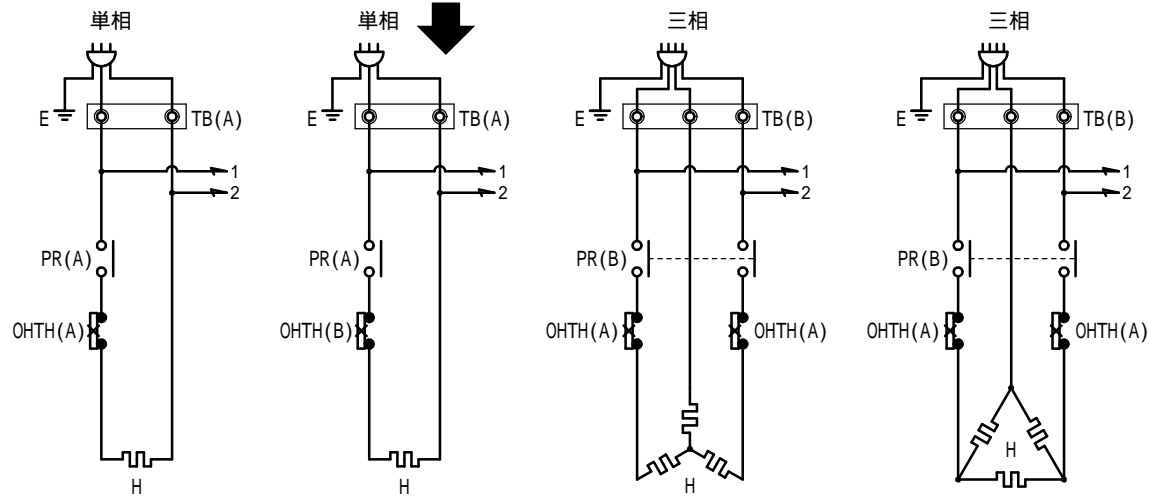 単相
単相
三相
三相
E
TB(A)
E
TB(A)
E
TB(B)
E
TB(B)
1
1
1
1
2
2
2
2
PR(A)
PR(A)
PR(B)
PR(B)
OHTH(A)
OHTH(B)
OHTH(A)
OHTH(A)
OHTH(A)
OHTH(A)
H
H
H
H